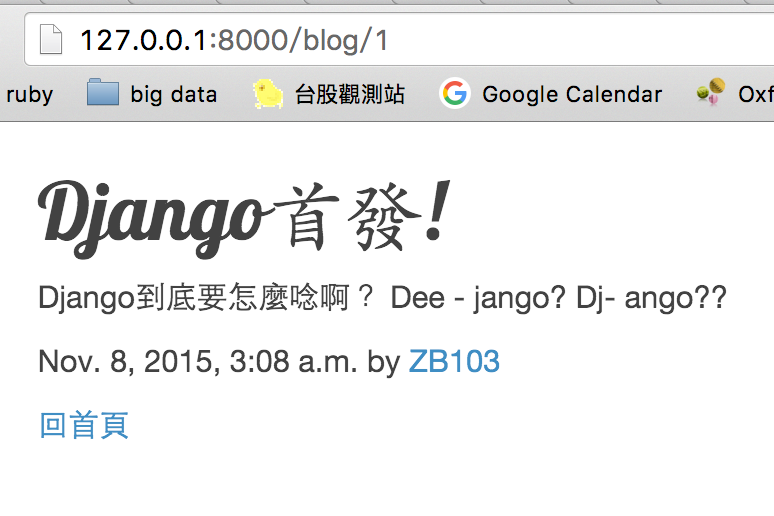 127.0.0.1:8000/blog/1
ruby big data 台股觀測站 Google Calendar Oxf
Django首發!
Django到底要怎麼唸啊？ Dee - jango? Dj- ango??
Nov. 8, 2015, 3:08 a.m. by ZB103
回首頁